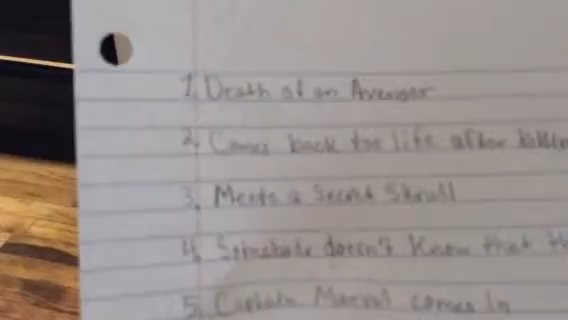 1. Death of an Avenger
2. Comes back to life after
3. Meets a Secret Skrull
4. doesn't know that
5. Captain Marvel comes in